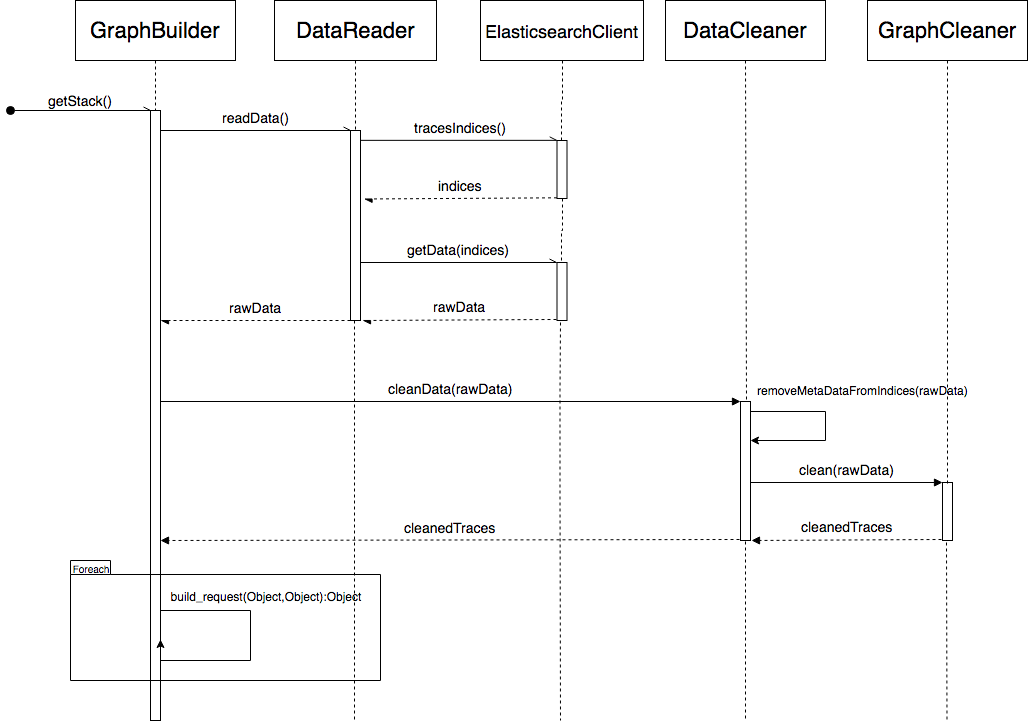 GraphBuilder
DataReader
ElasticsearchClient
DataCleaner
GraphCleaner
getStack()
readData()
tracesIndices()
indices
getData(indices)
rawData
rawData
cleanData(rawData)
removeMetaDataFromIndices(rawData)
clean(rawData)
cleanedTraces
cleanedTraces
Foreach
build_request(Object,Object):Object